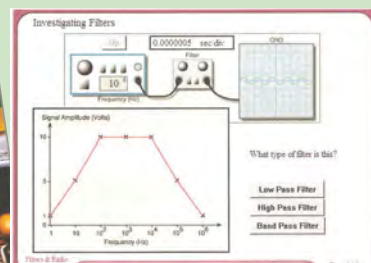 Investigating Filters
Up
0.0000005 sec/div
CRO
Filter
10 6
Frequency (Hz)
Signal Amplitude (Volts)
10
5
1
1 10 10² 10³ 10⁴ 10⁵ 10⁶
Frequency (Hz)
What type of filter is this?
Low Pass Filter
High Pass Filter
Band Pass Filter
Filters & Radio